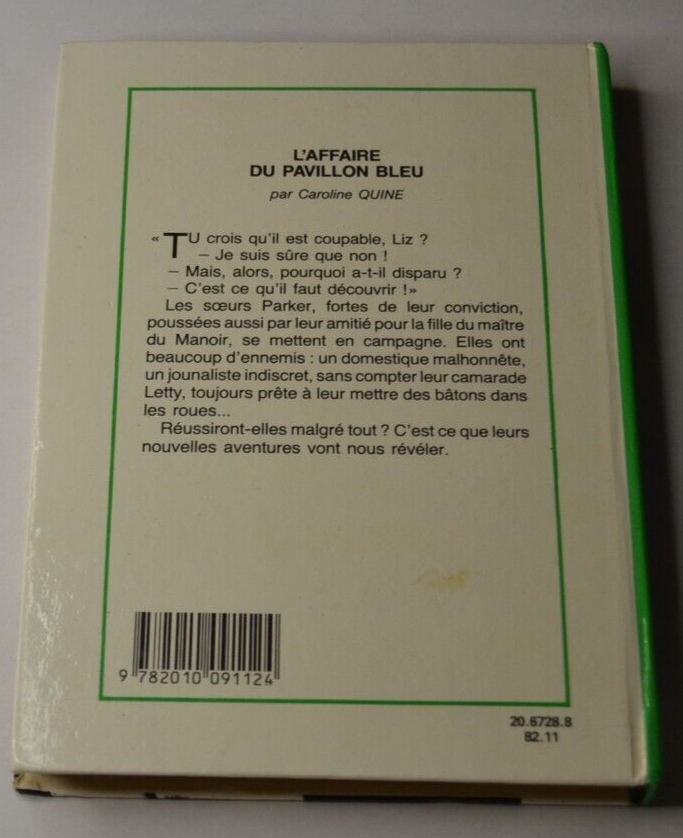 L'AFFAIRE
DU PAVILLON BLEU
par Caroline QUINE
« TU crois qu'il est coupable, Liz ?
– Je suis sûre que non !
– Mais, alors, pourquoi a-t-il disparu ?
– C'est ce qu'il faut découvrir !»
Les sœurs Parker, fortes de leur conviction,
poussées aussi par leur amitié pour la fille du maître
du Manoir, se mettent en campagne. Elles ont
beaucoup d'ennemis : un domestique malhonnête,
un journaliste indiscret, sans compter leur camarade
Letty, toujours prête à leur mettre des bâtons dans
les roues...
Réussiront-elles malgré tout ? C'est ce que leurs
nouvelles aventures vont nous révéler.
9 782010 091124
20.6728.8
82.11